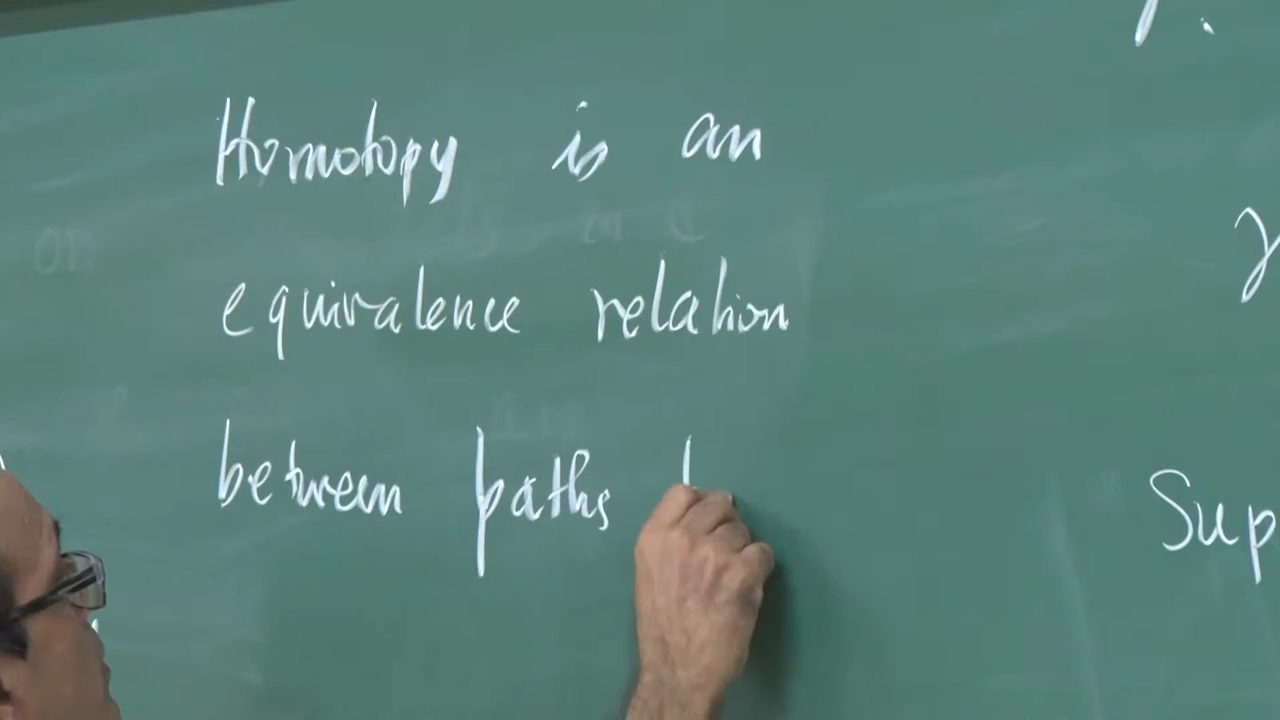 Homotopy is an
equivalence relation
between paths
γ
Sup